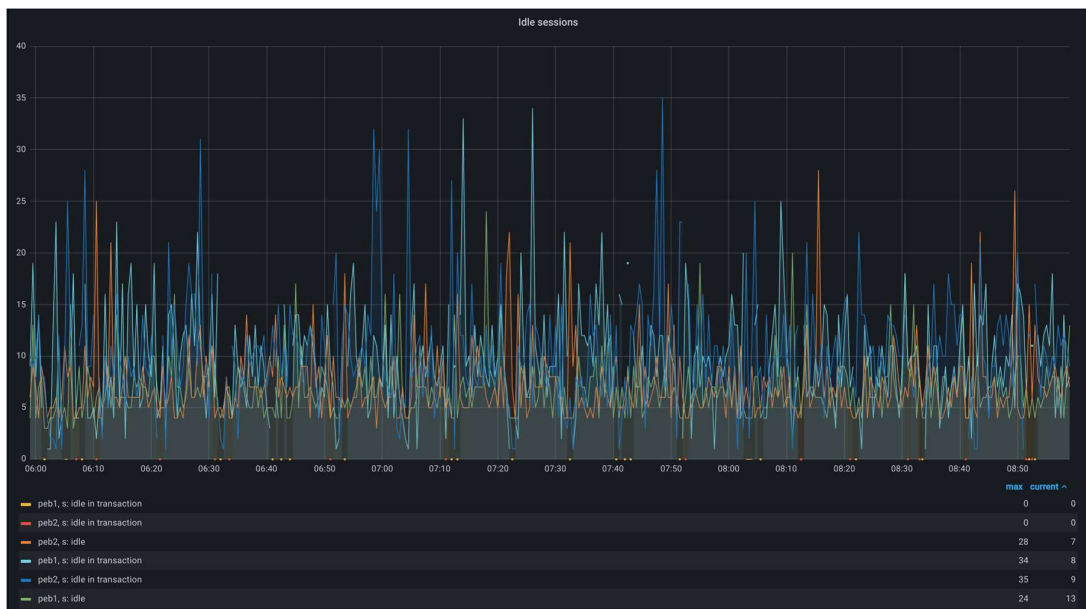 Idle sessions
40
35
30
25
20
15
10
5
0
06:00 06:10 06:20 06:30 06:40 06:50 07:00 07:10 07:20 07:30 07:40 07:50 08:00 08:10 08:20 08:30 08:40 08:50
max current
peb1, s: idle in transaction 0 0
peb2, s: idle in transaction 0 0
peb2, s: idle 28 7
peb1, s: idle in transaction 34 8
peb2, s: idle in transaction 35 9
peb1, s: idle 24 13